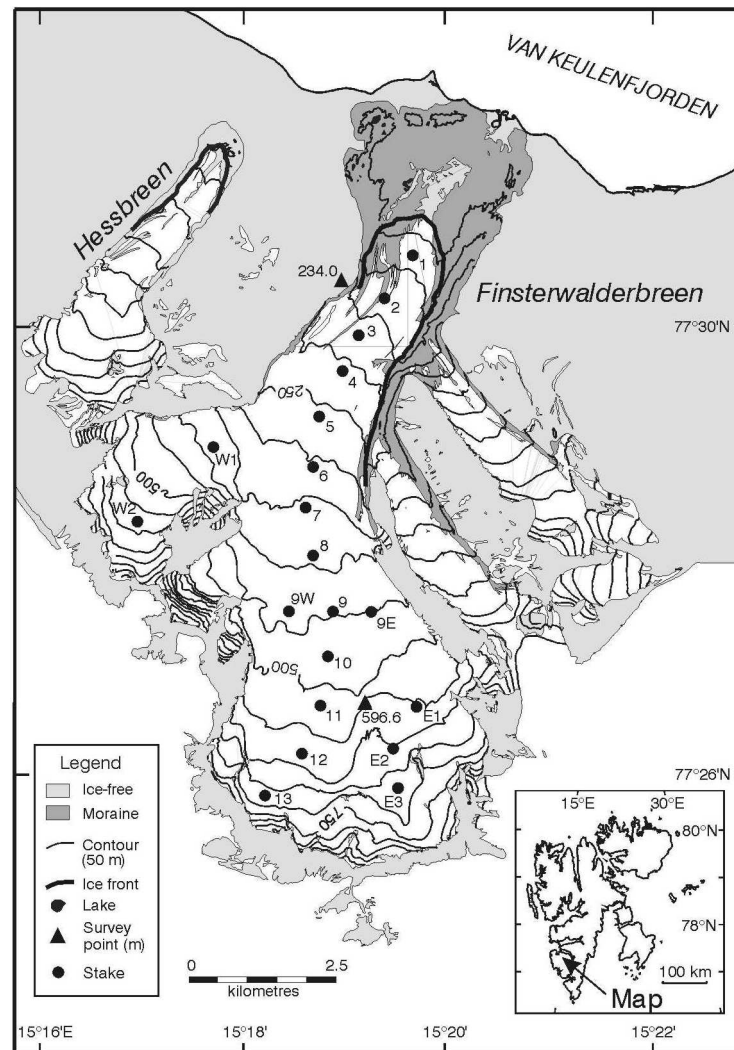 VAN KEULENFJORDEN
Hessbreen
234.0
1
2
Finsterwalderbreen
3
77°30'N
4
250
5
W1
6
500
W2
7
8
9W
9
9E
10
500
11
596.6
E1
12
E2
13
E3
750
77°26'N
Legend
Ice-free
Moraine
Contour
(50 m)
Ice front
Lake
Survey
point (m)
Stake
0
2.5
kilometres
15°E
30°E
80°N
78°N
100 km
Map
15°16'E
15°18'
15°20'
15°22'